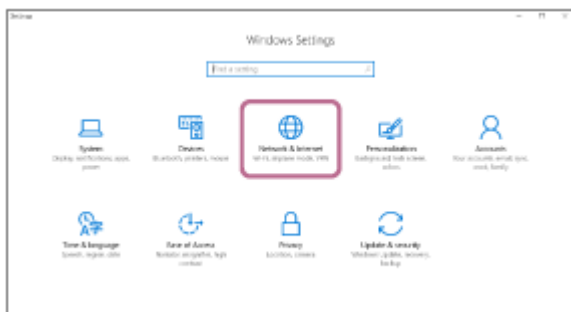 Settings
Windows Settings
Find a setting
System
Display, notifications, apps,
power
Devices
Bluetooth, printers, mouse
Network & Internet
Wi-Fi, airplane mode, VPN
Personalization
Background, lock screen,
colors
Accounts
Your accounts, email, sync,
work, family
Time & language
Speech, region, date
Ease of Access
Narrator, magnifier, high
contrast
Privacy
Location, camera
Update & security
Windows Update, recovery,
backup